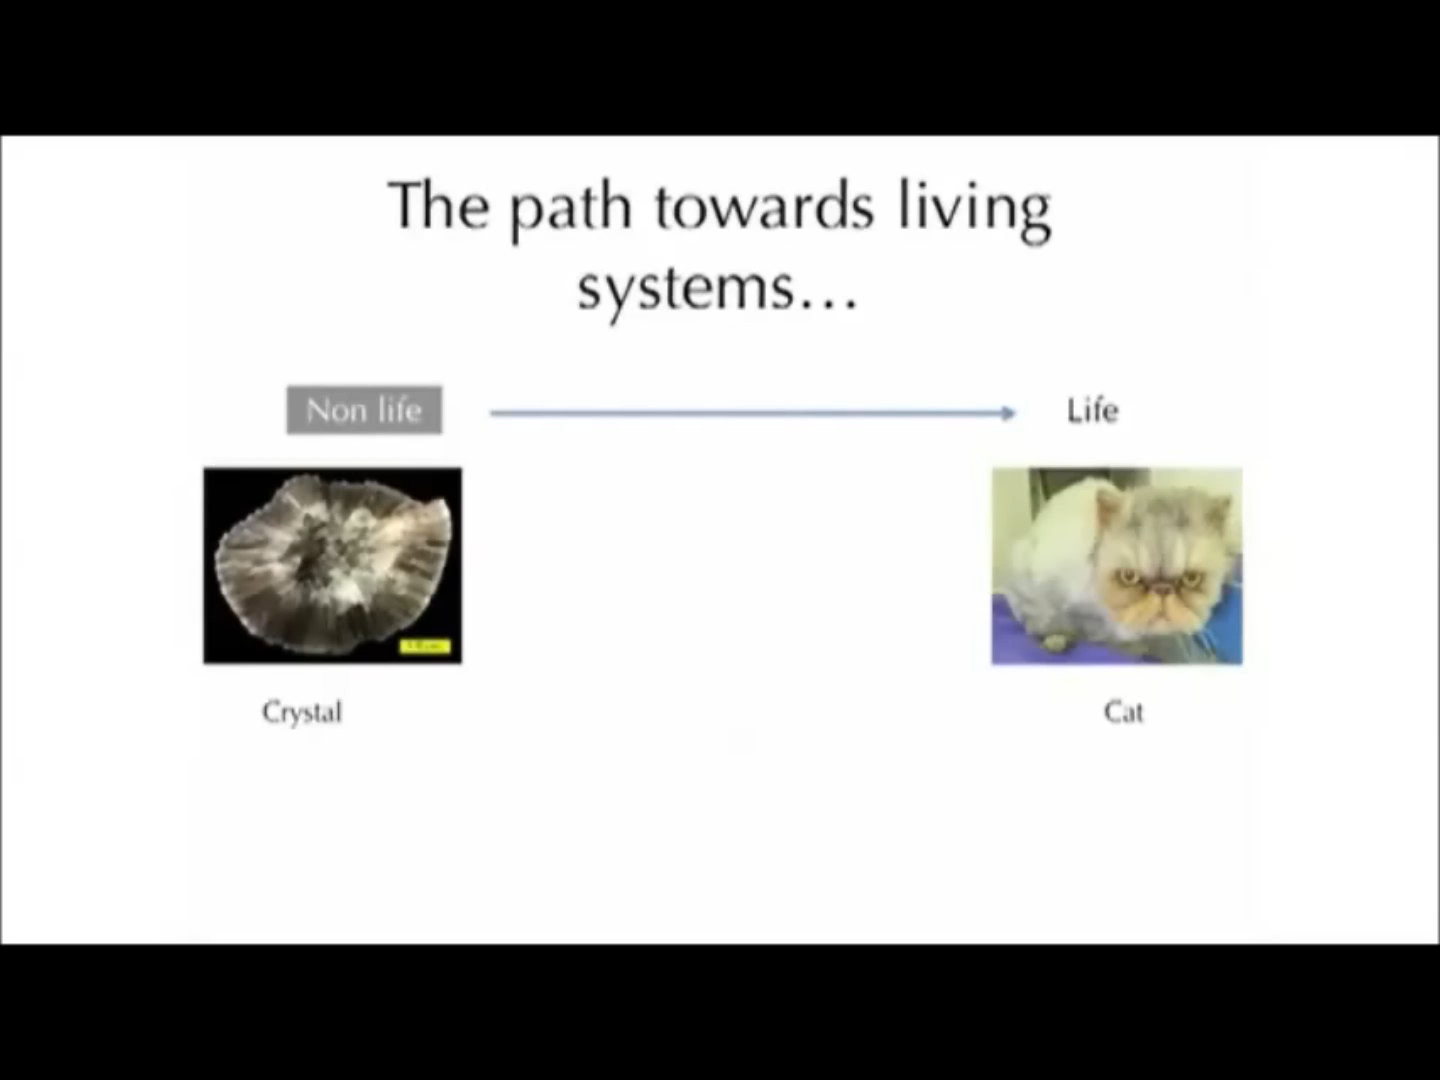 The path towards living
systems...
Non life
Life
Crystal
Cat